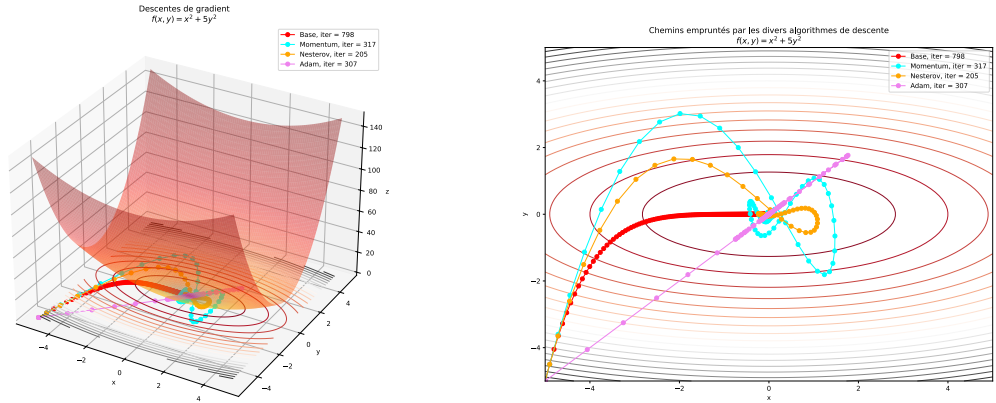 Descentes de gradient
f(x, y) = x² + 5y²
Base, iter = 798
Momentum, iter = 317
Nesterov, iter = 205
Adam, iter = 307
140
120
100
80
60
40
20
0
z
−4
−2
0
2
4
x
−4
−2
0
2
4
y
Chemins empruntés par les divers algorithmes de descente
f(x, y) = x² + 5y²
Base, iter = 798
Momentum, iter = 317
Nesterov, iter = 205
Adam, iter = 307
4
2
0
−2
−4
y
−4
−2
0
2
4
x